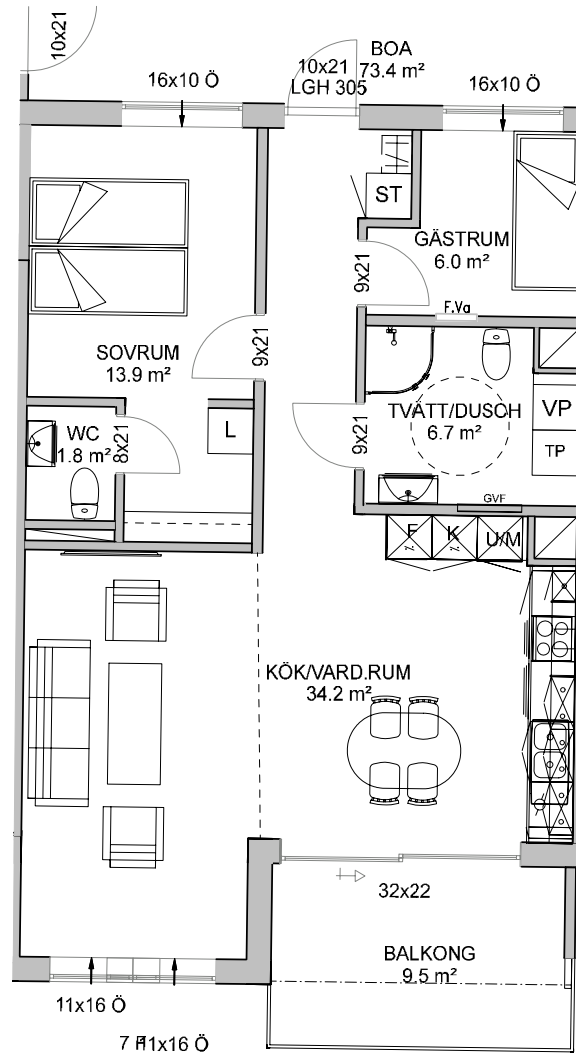 10x21
BOA
73.4 m²
10x21
LGH 305
16x10 Ö
16x10 Ö
ST
GÄSTRUM
6.0 m²
9x21
F.Va
9x21
SOVRUM
13.9 m²
TVÄTT/DUSCH
6.7 m²
VP
TP
9x21
WC
1.8 m²
8x21
L
GVF
F
K
U/M
KÖK/VARD.RUM
34.2 m²
32x22
BALKONG
9.5 m²
11x16 Ö
11x16 Ö